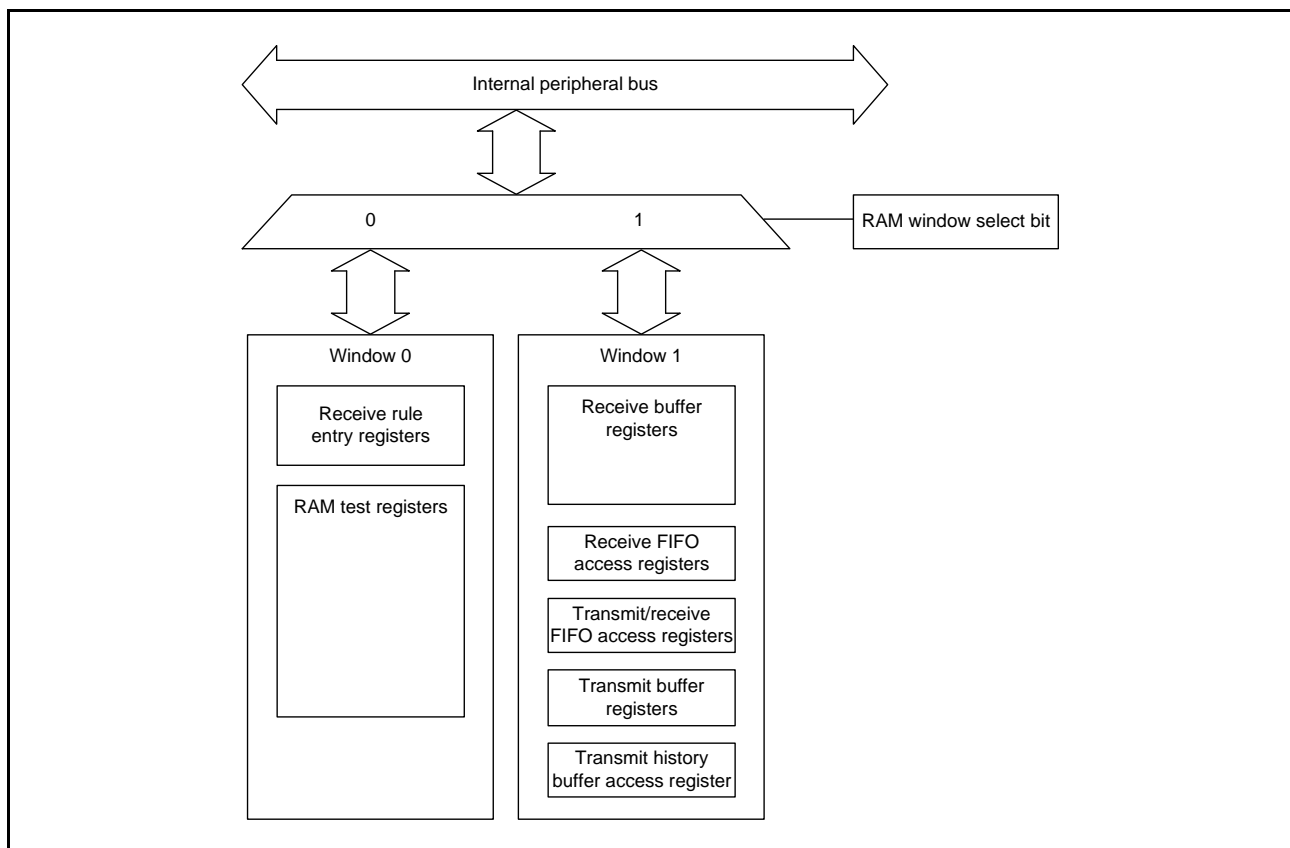 Internal peripheral bus
0
1
RAM window select bit
Window 0
Receive rule
entry registers
RAM test registers
Window 1
Receive buffer
registers
Receive FIFO
access registers
Transmit/receive
FIFO access registers
Transmit buffer
registers
Transmit history
buffer access register